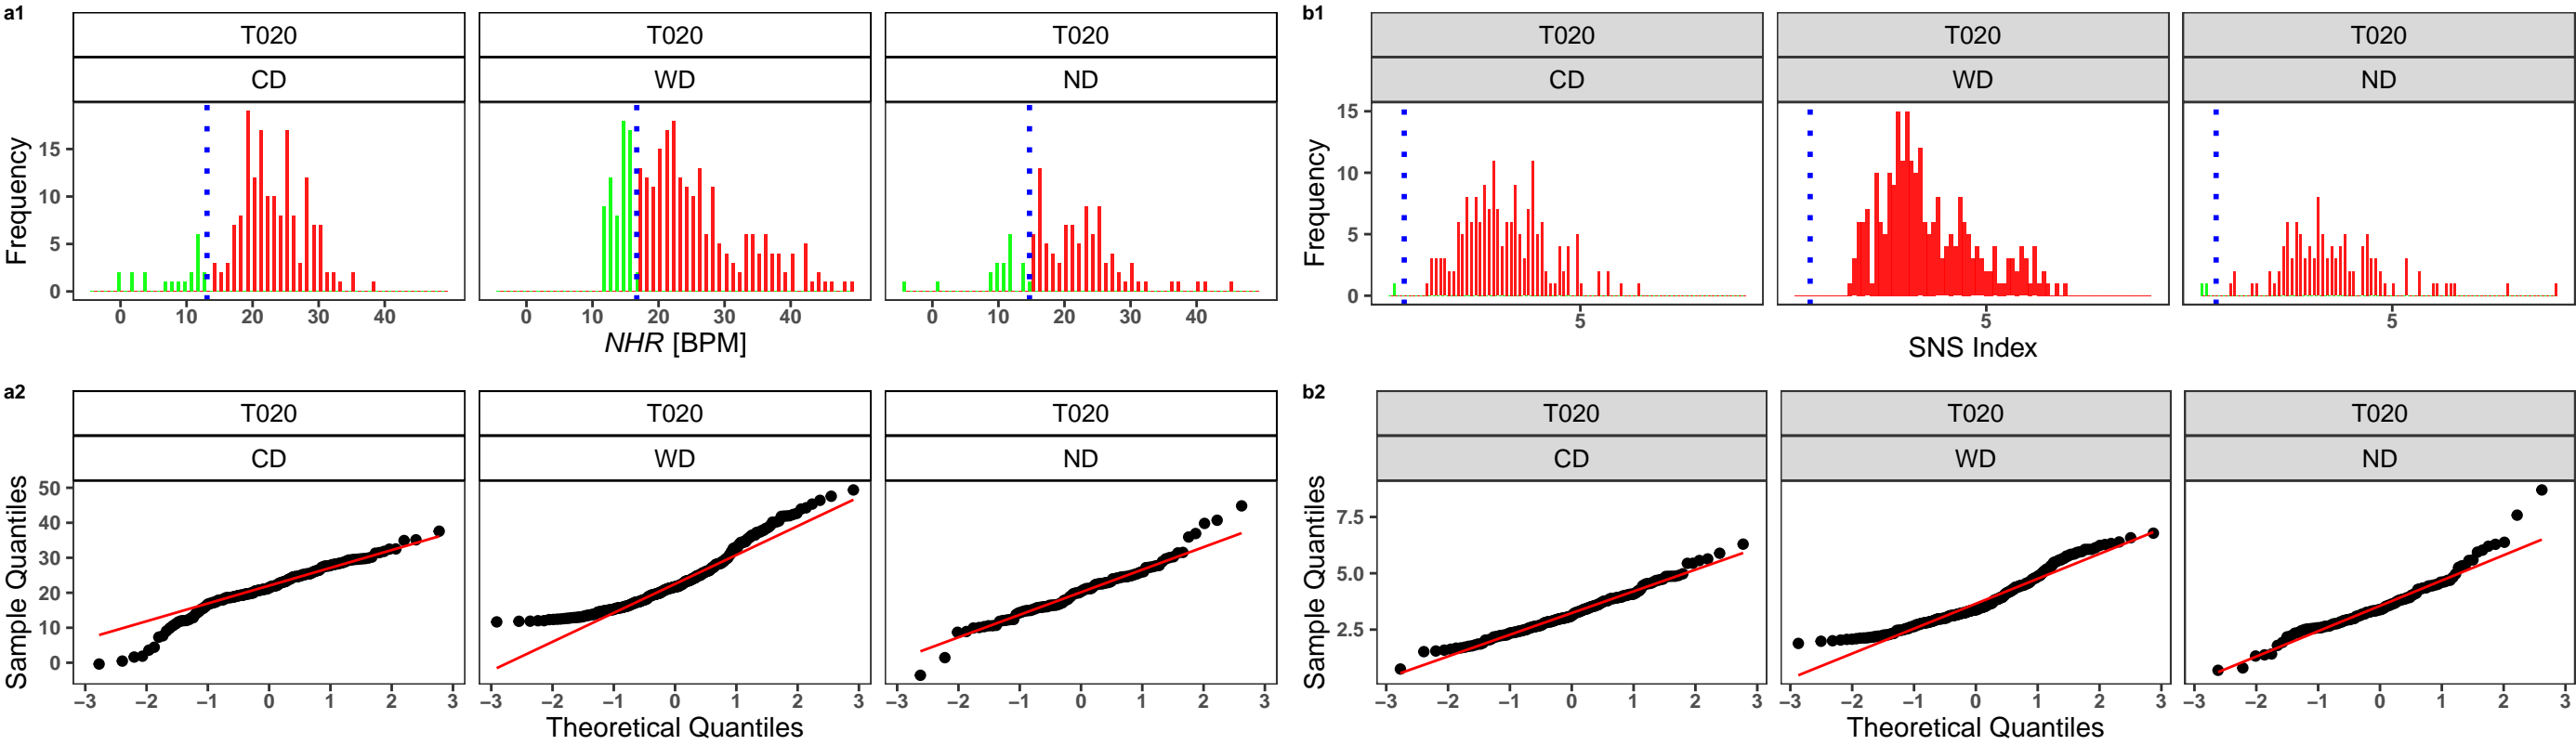 a1
T020 T020 T020
CD WD ND
Frequency
15
10
5
0
0 10 20 30 40 0 10 20 30 40 0 10 20 30 40
NHR [BPM]
b1
T020 T020 T020
CD WD ND
Frequency
15
10
5
0
5 5 5
SNS Index
a2
T020 T020 T020
CD WD ND
Sample Quantiles
50
40
30
20
10
0
−3 −2 −1 0 1 2 3 −3 −2 −1 0 1 2 3 −3 −2 −1 0 1 2 3
Theoretical Quantiles
b2
T020 T020 T020
CD WD ND
Sample Quantiles
7.5
5.0
2.5
−3 −2 −1 0 1 2 3 −3 −2 −1 0 1 2 3 −3 −2 −1 0 1 2 3
Theoretical Quantiles